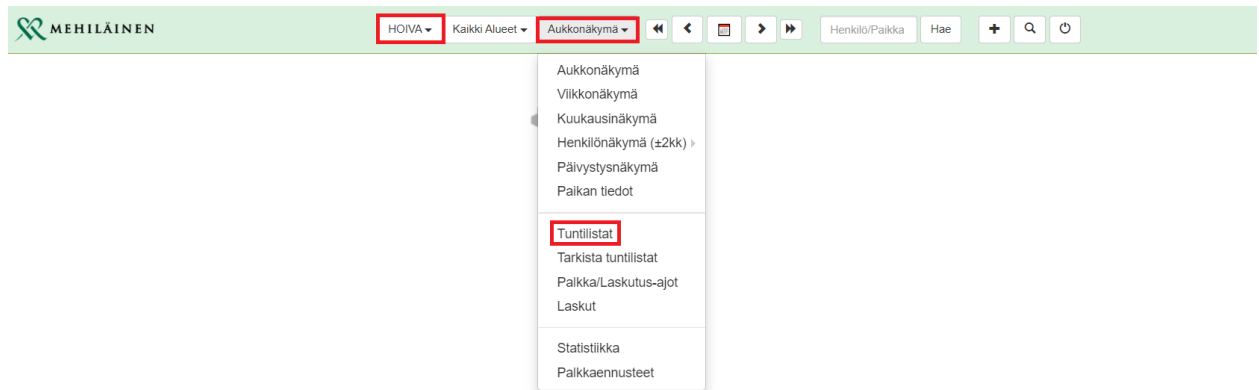 MEHILÄINEN
HOIVA Kaikki Alueet Aukkonäkymä Henkilö/Paikka Hae
Aukkonäkymä
Viikkonäkymä
Kuukausinäkymä
Henkilönäkymä (±2kk)
Päivystysnäkymä
Paikan tiedot
Tuntilistat
Tarkista tuntilistat
Palkka/Laskutus-ajot
Laskut
Statistiikka
Palkkaennusteet